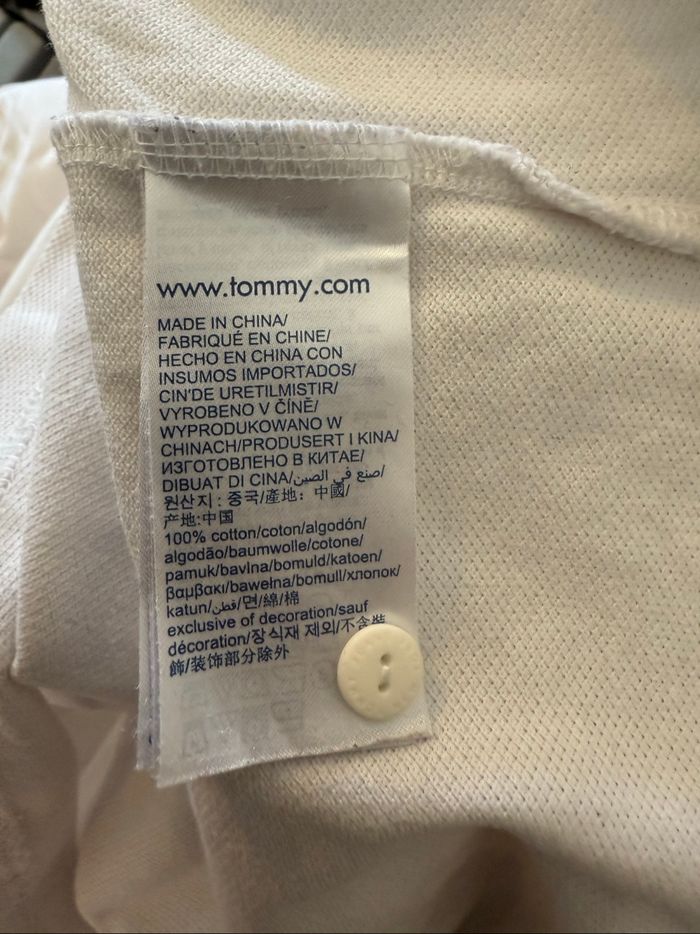 www.tommy.com
MADE IN CHINA/
FABRIQUÉ EN CHINE/
HECHO EN CHINA CON
INSUMOS IMPORTADOS/
CIN'DE URETILMISTIR/
VYROBENO V ČÍNĚ/
WYPRODUKOWANO W
CHINACH/PRODUSERT I KINA/
ИЗГОТОВЛЕНО В КИТАЕ/
DIBUAT DI CINA/صنع في الصين/
원산지: 중국/產地: 中國/
产地:中国
100% cotton/coton/algodón/
algodão/baumwolle/cotone/
pamuk/bavlna/bomuld/katoen/
βαμβακι/bawełna/bomull/хлопок/
katun/قطن/면/綿/棉
exclusive of decoration/sauf
décoration/장식재 제외/不含裝
飾/装饰部分除外